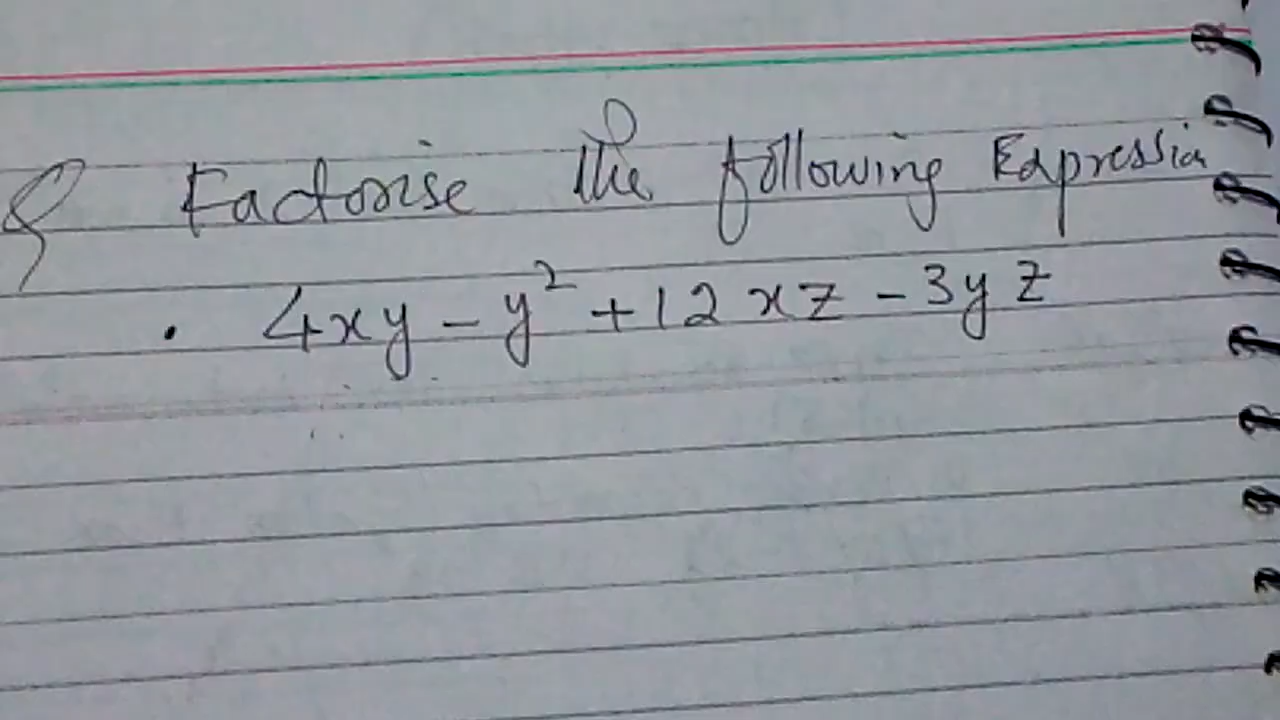 Q Factorise the following Expression
. 4xy - y² + 12xz - 3yz